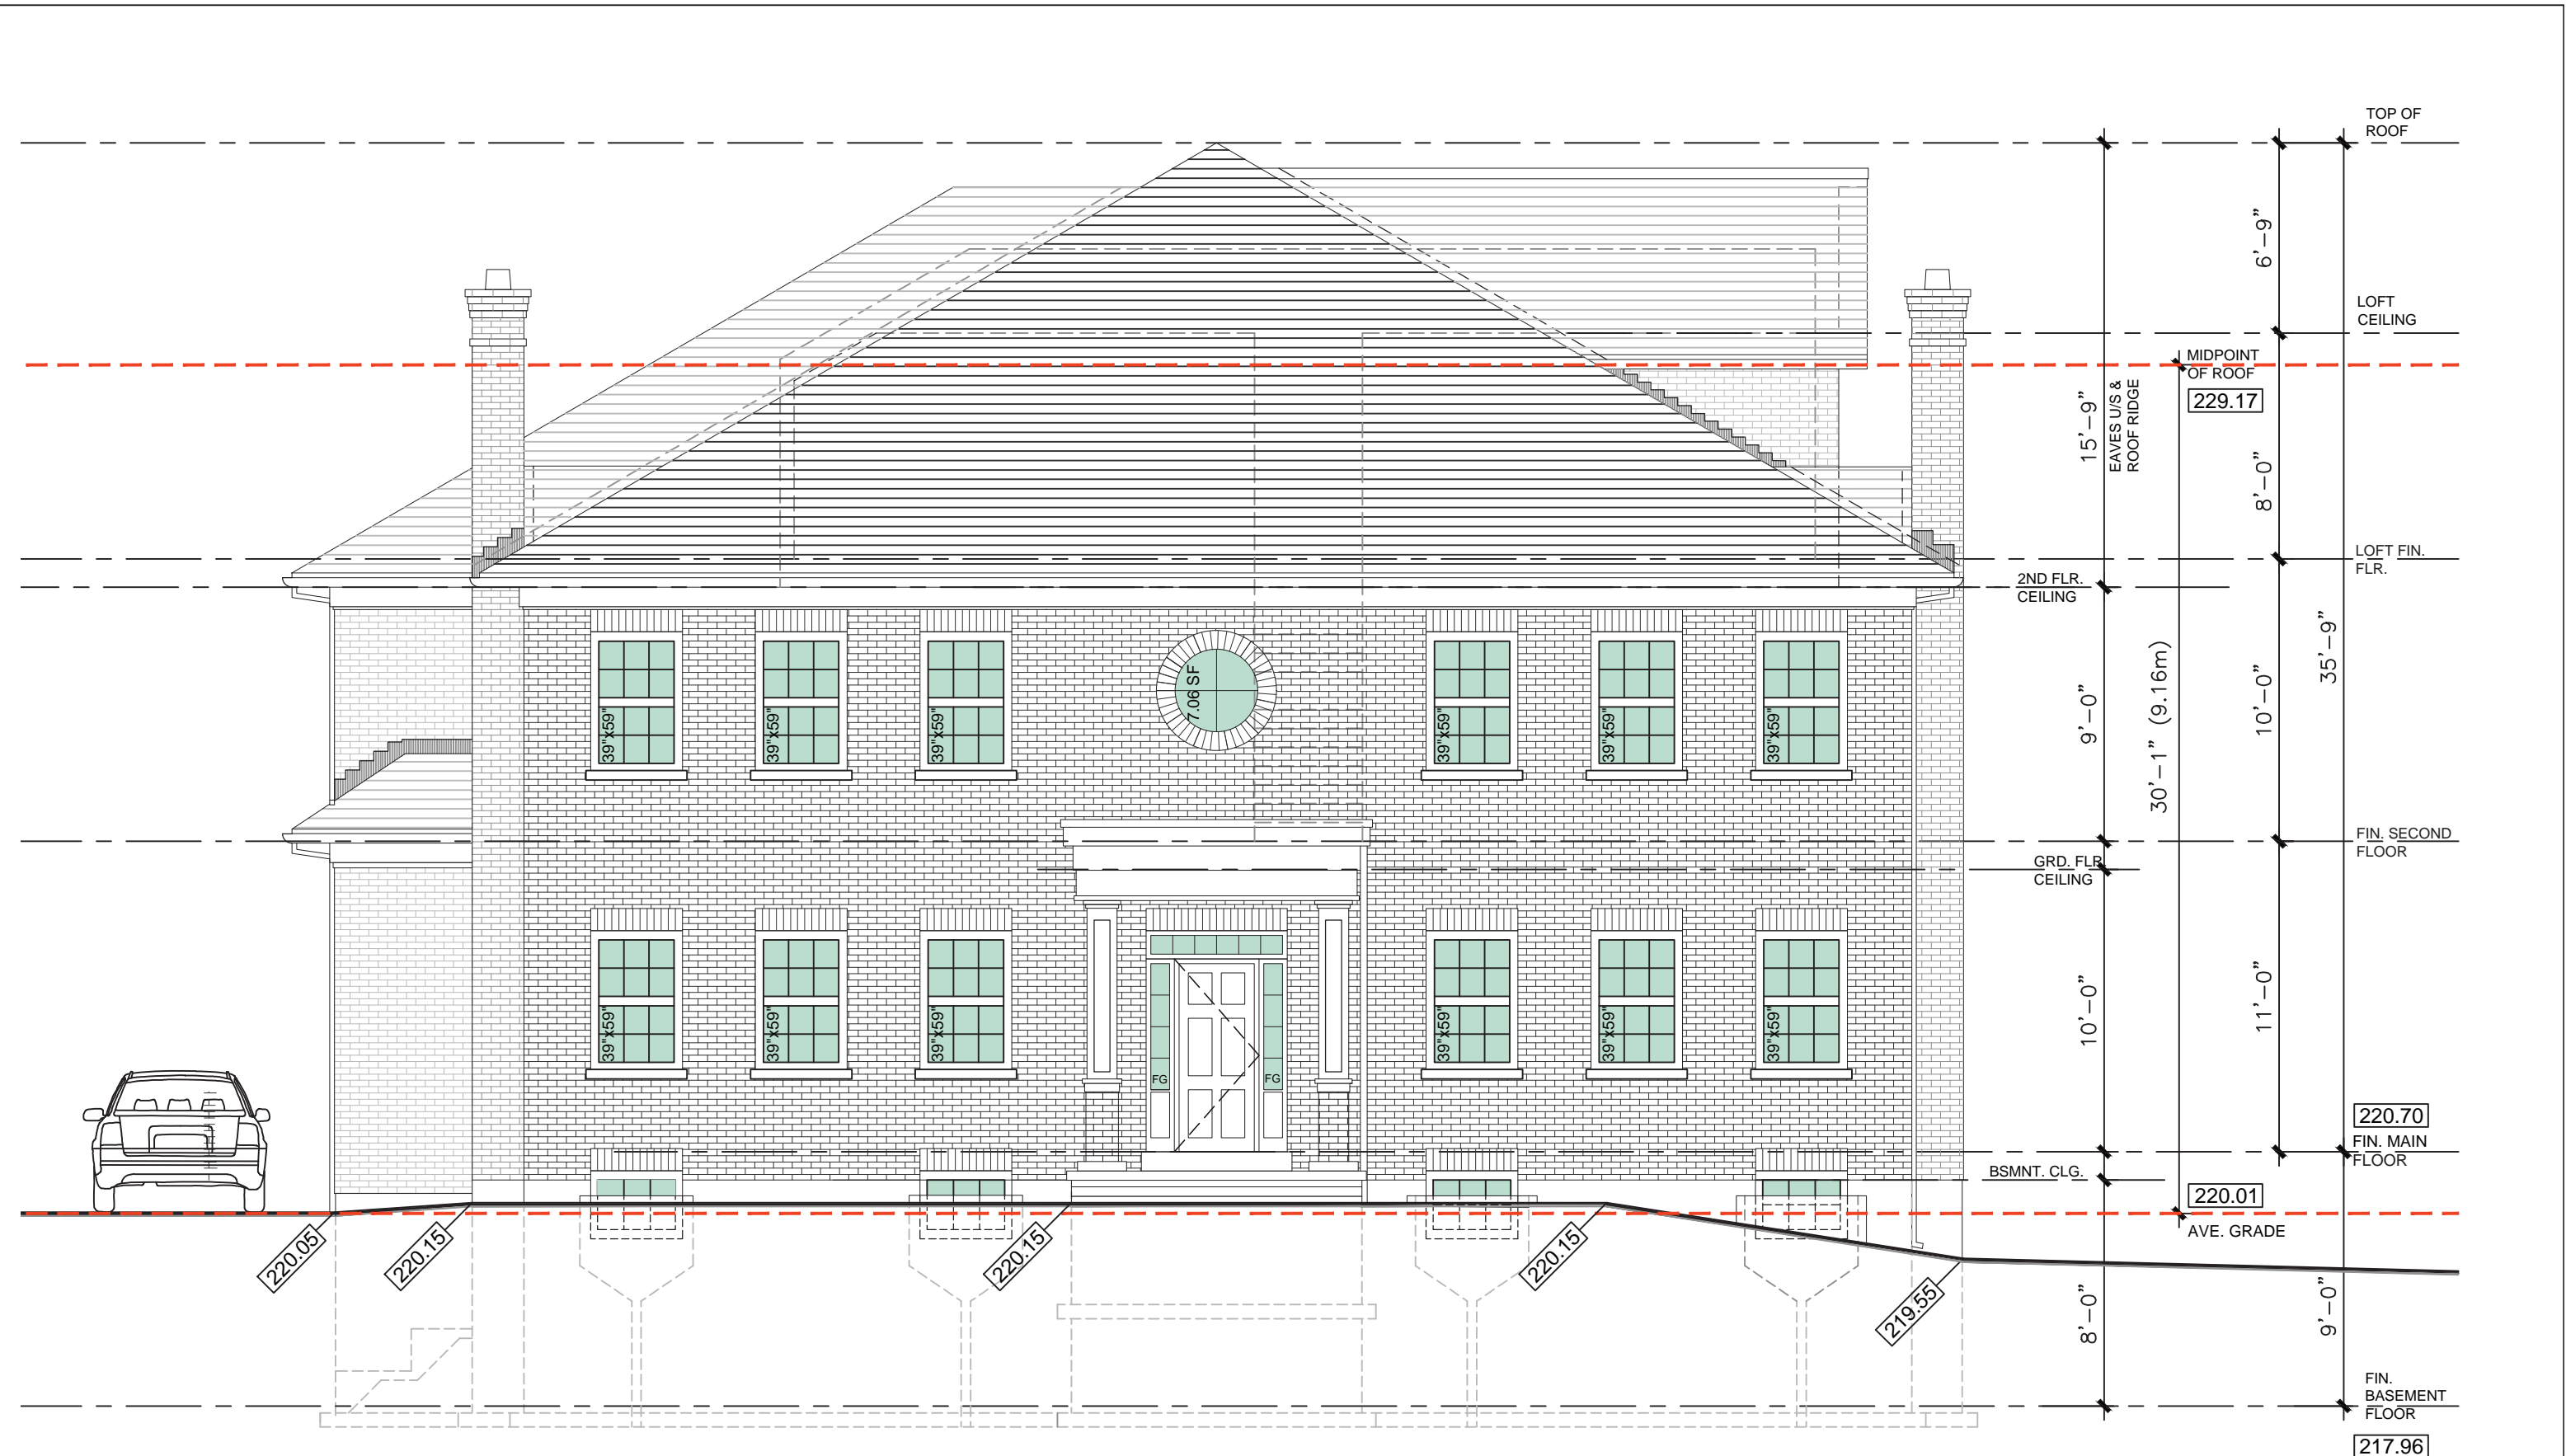 TOP OF
ROOF
6'-9"
LOFT
CEILING
MIDPOINT
OF ROOF
229.17
15'-9"
EAVES U/S &
ROOF RIDGE
8'-0"
LOFT FIN.
FLR.
2ND FLR.
CEILING
39"x59"
39"x59"
39"x59"
7.06 SF
39"x59"
39"x59"
39"x59"
9'-0"
30'-1" (9.16m)
10'-0"
35'-9"
FIN. SECOND
FLOOR
GRD. FLR.
CEILING
39"x59"
39"x59"
39"x59"
FG
FG
39"x59"
39"x59"
39"x59"
10'-0"
11'-0"
220.70
FIN. MAIN
FLOOR
BSMNT. CLG.
220.01
AVE. GRADE
220.05
220.15
220.15
220.15
219.55
8'-0"
9'-0"
FIN.
BASEMENT
FLOOR
217.96